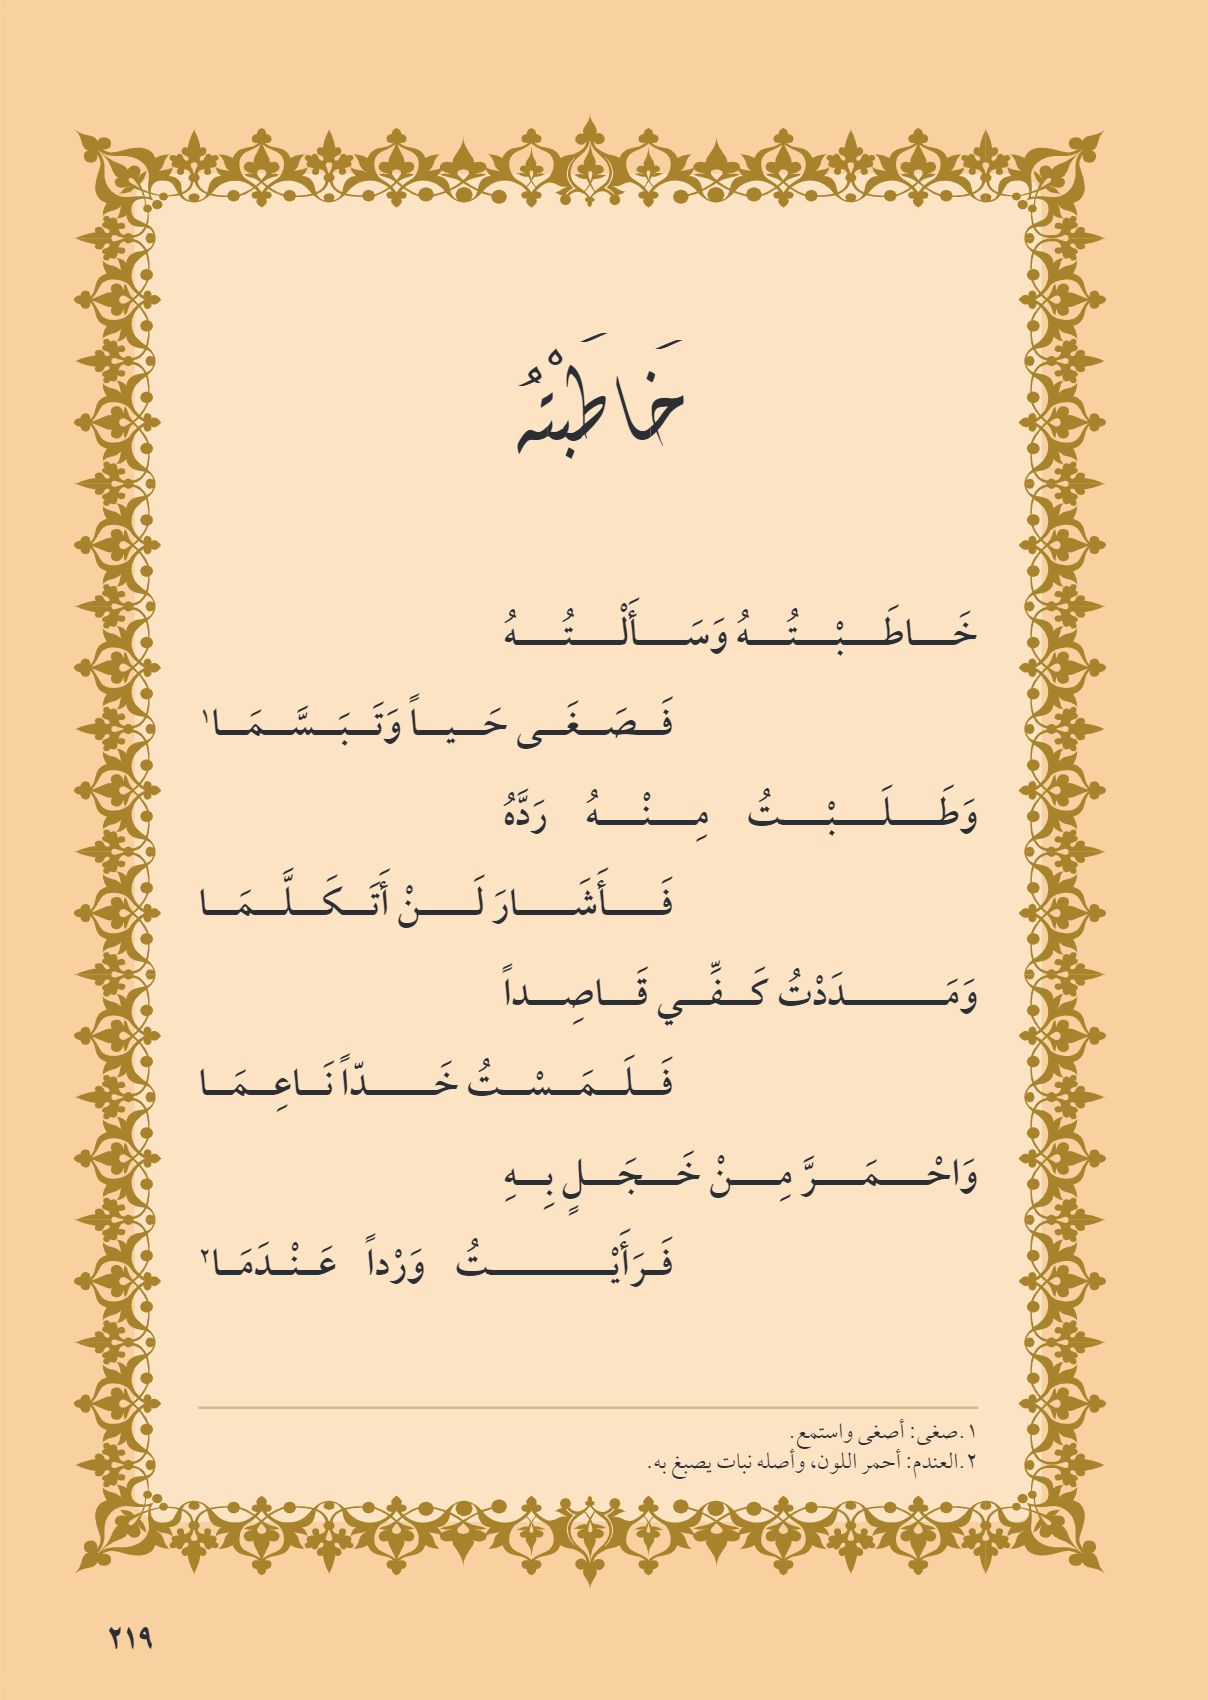 خَاطَبْتُهُ
خَاطَبْتُهُ وَسَأَلْتُهُ
فَصَغَى حَياً وَتَبَسَّمَا١
وَطَلَبْتُ مِنْهُ رَدَّهُ
فَأَشَارَ لَنْ أَتَكَلَّمَا
وَمَدَدْتُ كَفِّي قَاصِداً
فَلَمَسْتُ خَدّاً نَاعِمَا
وَاحْمَرَّ مِنْ خَجَلٍ بِهِ
فَرَأَيْتُ وَرْداً عَنْدَمَا٢
١.صغى: أصغى واستمع.
٢.العندم: أحمر اللون، وأصله نبات يصبغ به.
٢١٩